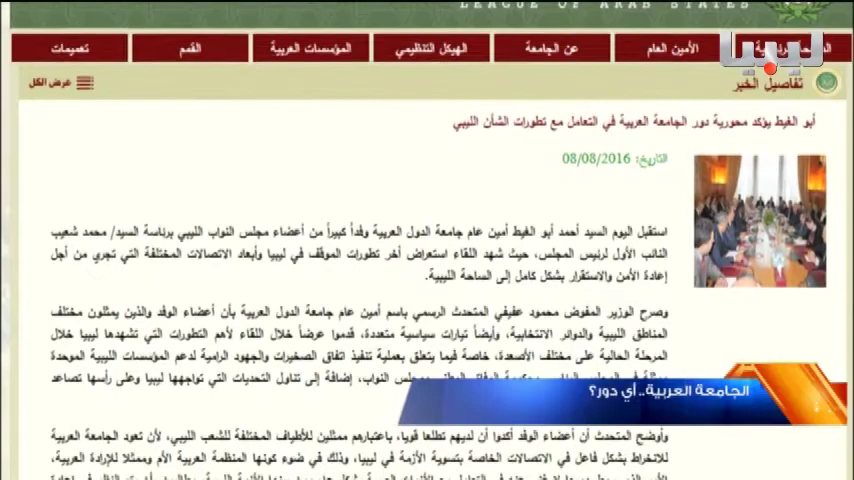 LEAGUE OF ARAB STATES
الأمين العام
عن الجامعة
الهيكل التنظيمي
المؤسسات العربية
القمم
تعميمات
ليبيا
تفاصيل الخبر
عرض الكل
أبو الغيط يؤكد محورية دور الجامعة العربية في التعامل مع تطورات الشأن الليبي
التاريخ: 08/08/2016
استقبل اليوم السيد أحمد أبو الغيط أمين عام جامعة الدول العربية وفداً كبيراً من أعضاء مجلس النواب الليبي برئاسة السيد/ محمد شعيب
النائب الأول لرئيس المجلس، حيث شهد اللقاء استعراض أخر تطورات الموقف في ليبيا وأبعاد الاتصالات المختلفة التي تجري من أجل
إعادة الأمن والاستقرار بشكل كامل إلى الساحة الليبية.
وصرح الوزير المفوض محمود عفيفي المتحدث الرسمي باسم أمين عام جامعة الدول العربية بأن أعضاء الوفد والذين يمثلون مختلف
المناطق الليبية والدوائر الانتخابية، وأيضاً تيارات سياسية متعددة، قدموا عرضاً خلال اللقاء لأهم التطورات التي تشهدها ليبيا خلال
المرحلة الحالية على مختلف الأصعدة، خاصة فيما يتعلق بعملية تنفيذ اتفاق الصخيرات والجهود الرامية لدعم المؤسسات الليبية الموحدة
النواب، إضافة إلى تناول التحديات التي تواجهها ليبيا وعلى رأسها تصاعد
الجامعة العربية..أي دور؟
وأوضح المتحدث أن أعضاء الوفد أكدوا أن لديهم تطلعا قويا، باعتبارهم ممثلين للأطياف المختلفة للشعب الليبي، لأن تعود الجامعة العربية
للانخراط بشكل فاعل في الاتصالات الخاصة بتسوية الأزمة في ليبيا، وذلك في ضوء كونها المنظمة العربية الأم وممثلا للإرادة العربية،